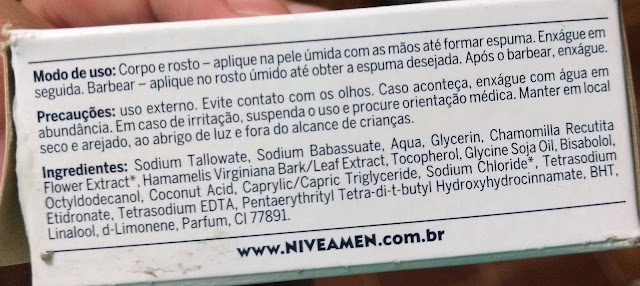 Modo de uso: Corpo e rosto – aplique na pele úmida com as mãos até formar espuma. Enxágue em
seguida. Barbear – aplique no rosto úmido até obter a espuma desejada. Após o barbear, enxágue.
Precauções: uso externo. Evite contato com os olhos. Caso aconteça, enxágue com água em
abundância. Em caso de irritação, suspenda o uso e procure orientação médica. Manter em local
seco e arejado, ao abrigo de luz e fora do alcance de crianças.
Ingredientes: Sodium Tallowate, Sodium Babassuate, Aqua, Glycerin, Chamomilla Recutita
Flower Extract*, Hamamelis Virginiana Bark/Leaf Extract, Tocopherol, Glycine Soja Oil, Bisabolol,
Octyldodecanol, Coconut Acid, Caprylic/Capric Triglyceride, Sodium Chloride*, Tetrasodium
Etidronate, Tetrasodium EDTA, Pentaerythrityl Tetra-di-t-butyl Hydroxyhydrocinnamate, BHT,
Linalool, d-Limonene, Parfum, CI 77891.
www.NIVEAMEN.com.br